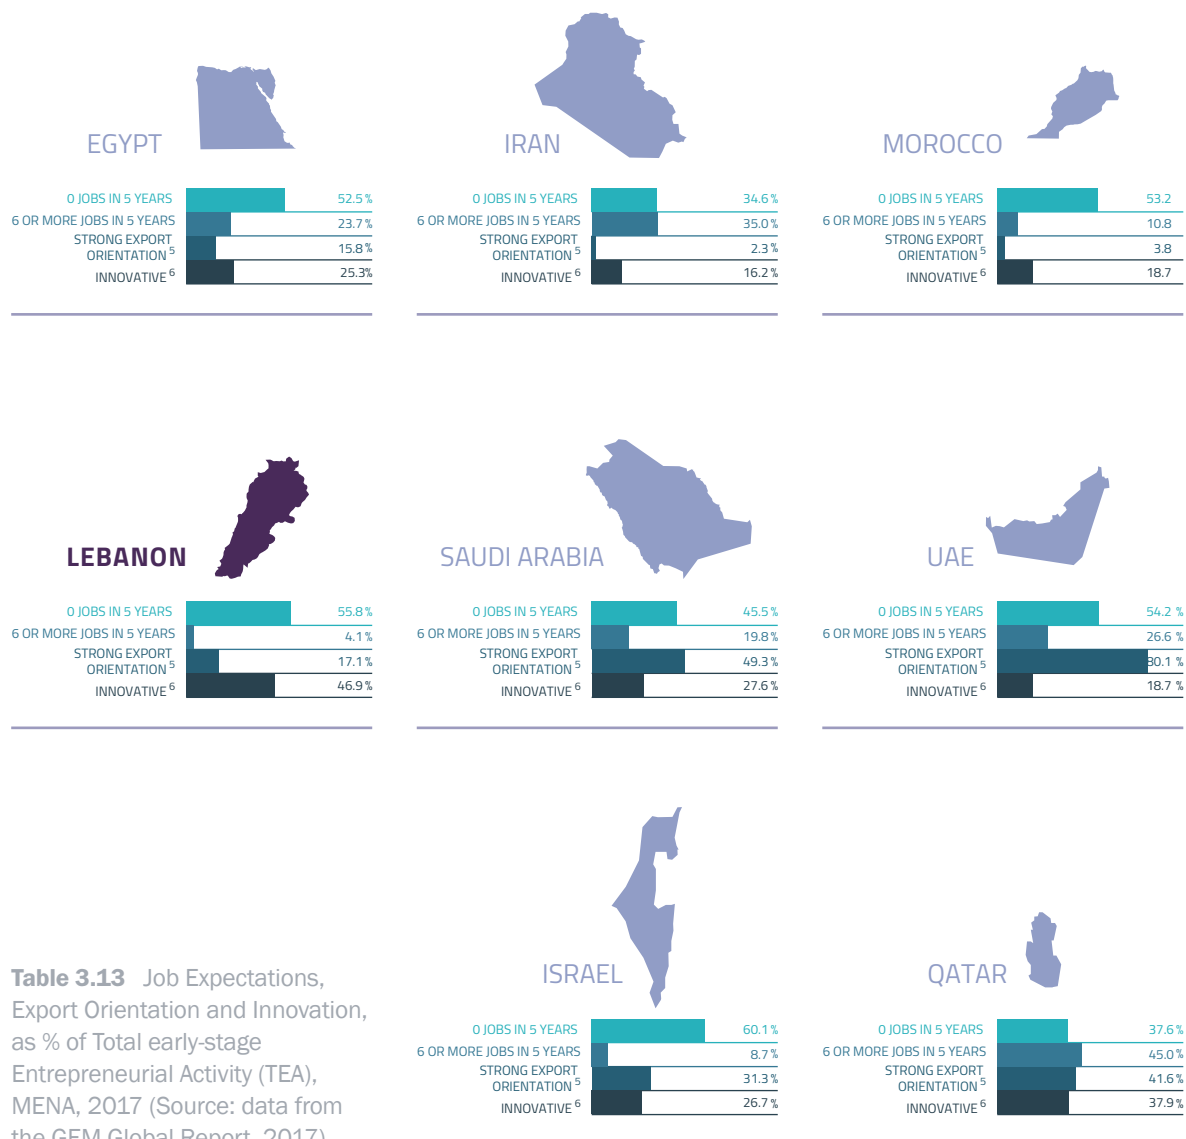 EGYPT
0 JOBS IN 5 YEARS 52.5 %
6 OR MORE JOBS IN 5 YEARS 23.7 %
STRONG EXPORT
ORIENTATION 5 15.8 %
INNOVATIVE 6 25.3%
IRAN
0 JOBS IN 5 YEARS 34.6 %
6 OR MORE JOBS IN 5 YEARS 35.0 %
STRONG EXPORT
ORIENTATION 5 2.3 %
INNOVATIVE 6 16.2 %
MOROCCO
0 JOBS IN 5 YEARS 53.2
6 OR MORE JOBS IN 5 YEARS 10.8
STRONG EXPORT
ORIENTATION 5 3.8
INNOVATIVE 6 18.7
LEBANON
0 JOBS IN 5 YEARS 55.8 %
6 OR MORE JOBS IN 5 YEARS 4.1 %
STRONG EXPORT
ORIENTATION 5 17.1 %
INNOVATIVE 6 46.9 %
SAUDI ARABIA
0 JOBS IN 5 YEARS 45.5 %
6 OR MORE JOBS IN 5 YEARS 19.8 %
STRONG EXPORT
ORIENTATION 5 49.3 %
INNOVATIVE 6 27.6 %
UAE
0 JOBS IN 5 YEARS 54.2 %
6 OR MORE JOBS IN 5 YEARS 26.6 %
STRONG EXPORT
ORIENTATION 5 80.1 %
INNOVATIVE 6 18.7 %
ISRAEL
0 JOBS IN 5 YEARS 60.1 %
6 OR MORE JOBS IN 5 YEARS 8.7 %
STRONG EXPORT
ORIENTATION 5 31.3 %
INNOVATIVE 6 26.7 %
QATAR
0 JOBS IN 5 YEARS 37.6 %
6 OR MORE JOBS IN 5 YEARS 45.0 %
STRONG EXPORT
ORIENTATION 5 41.6 %
INNOVATIVE 6 37.9 %
Table 3.13 Job Expectations,
Export Orientation and Innovation,
as % of Total early-stage
Entrepreneurial Activity (TEA),
MENA, 2017 (Source: data from
the GEM Global Report, 2017)